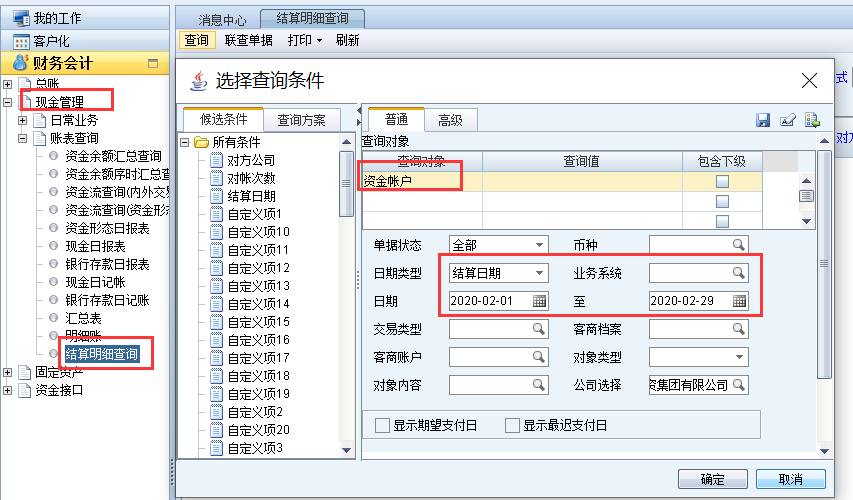 我的工作
客户化
财务会计
总账
现金管理
日常业务
账表查询
资金余额汇总查询
资金余额序时汇总查
资金流查询(内外交易
资金流查询(资金形态
资金形态日报表
现金日报表
银行存款日报表
现金日记帐
银行存款日记账
汇总表
明细账
结算明细查询
固定资产
资金接口
消息中心
结算明细查询
查询
联查单据
打印
刷新
选择查询条件
候选条件
查询方案
所有条件
对方公司
对帐次数
结算日期
自定义项1
自定义项10
自定义项11
自定义项12
自定义项13
自定义项14
自定义项15
自定义项16
自定义项17
自定义项18
自定义项19
自定义项2
自定义项20
自定义项3
普通
高级
查询对象
查询对象 查询值 包含下级
资金帐户
单据状态 全部 币种
日期类型 结算日期 业务系统
日期 2020-02-01 至 2020-02-29
交易类型 客商档案
客商账户 对象类型
对象内容 公司选择 资集团有限公司
显示期望支付日 显示最迟支付日
确定 取消
式
对方